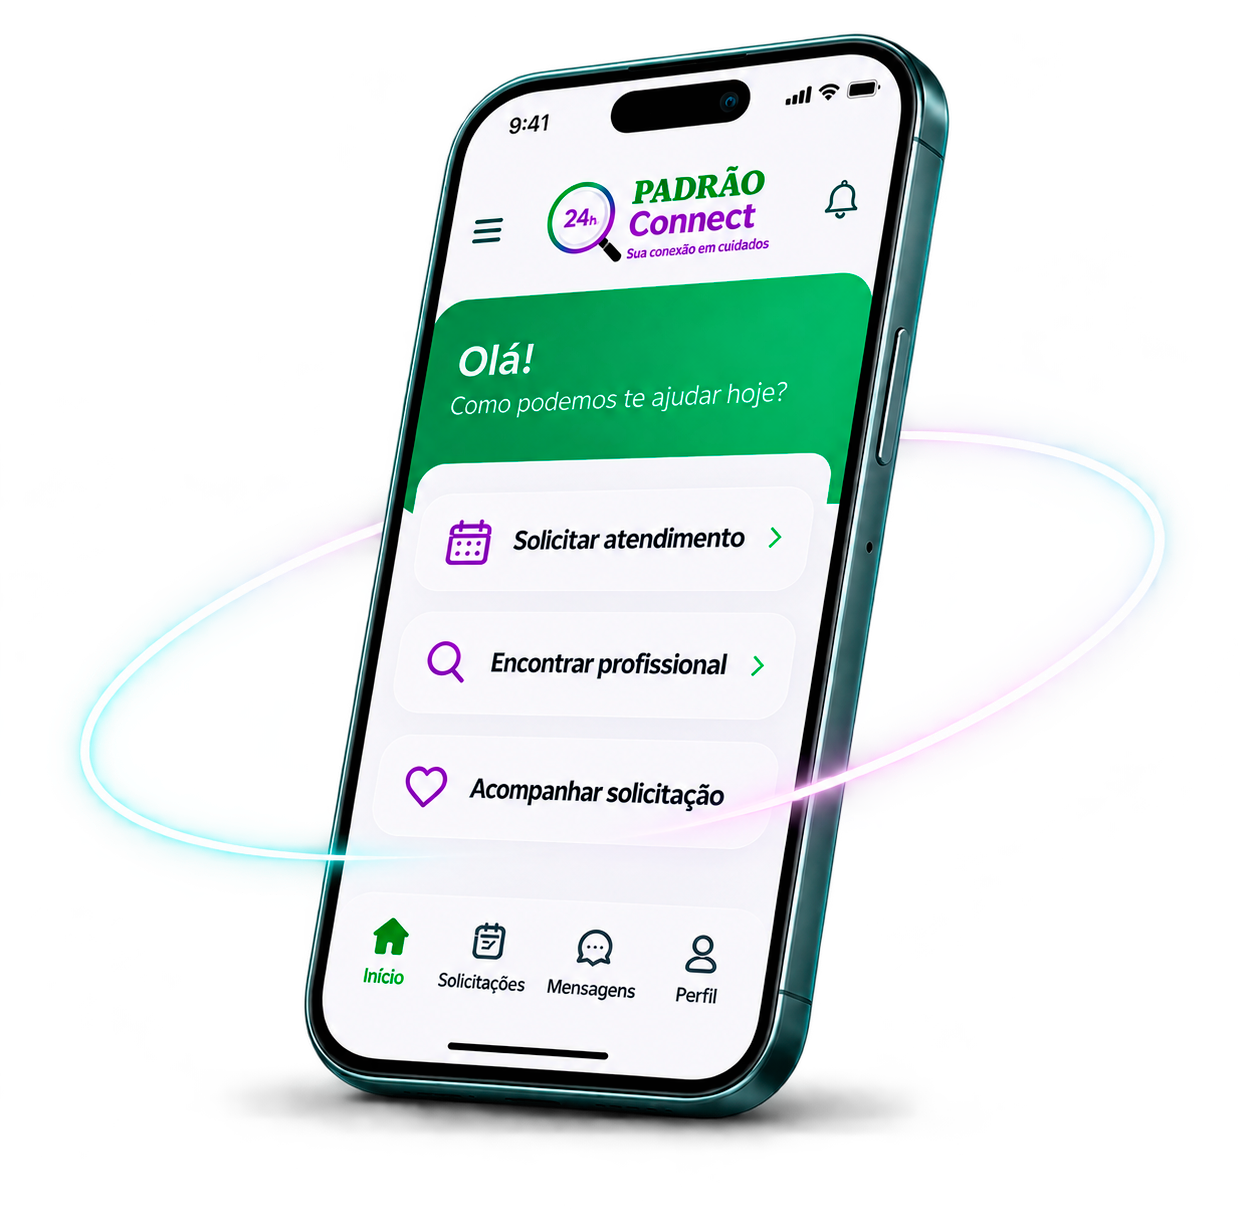 9:41
24h
PADRÃO
Connect
Sua conexão em cuidados
Olá!
Como podemos te ajudar hoje?
Solicitar atendimento
Encontrar profissional
Acompanhar solicitação
Início
Solicitações
Mensagens
Perfil